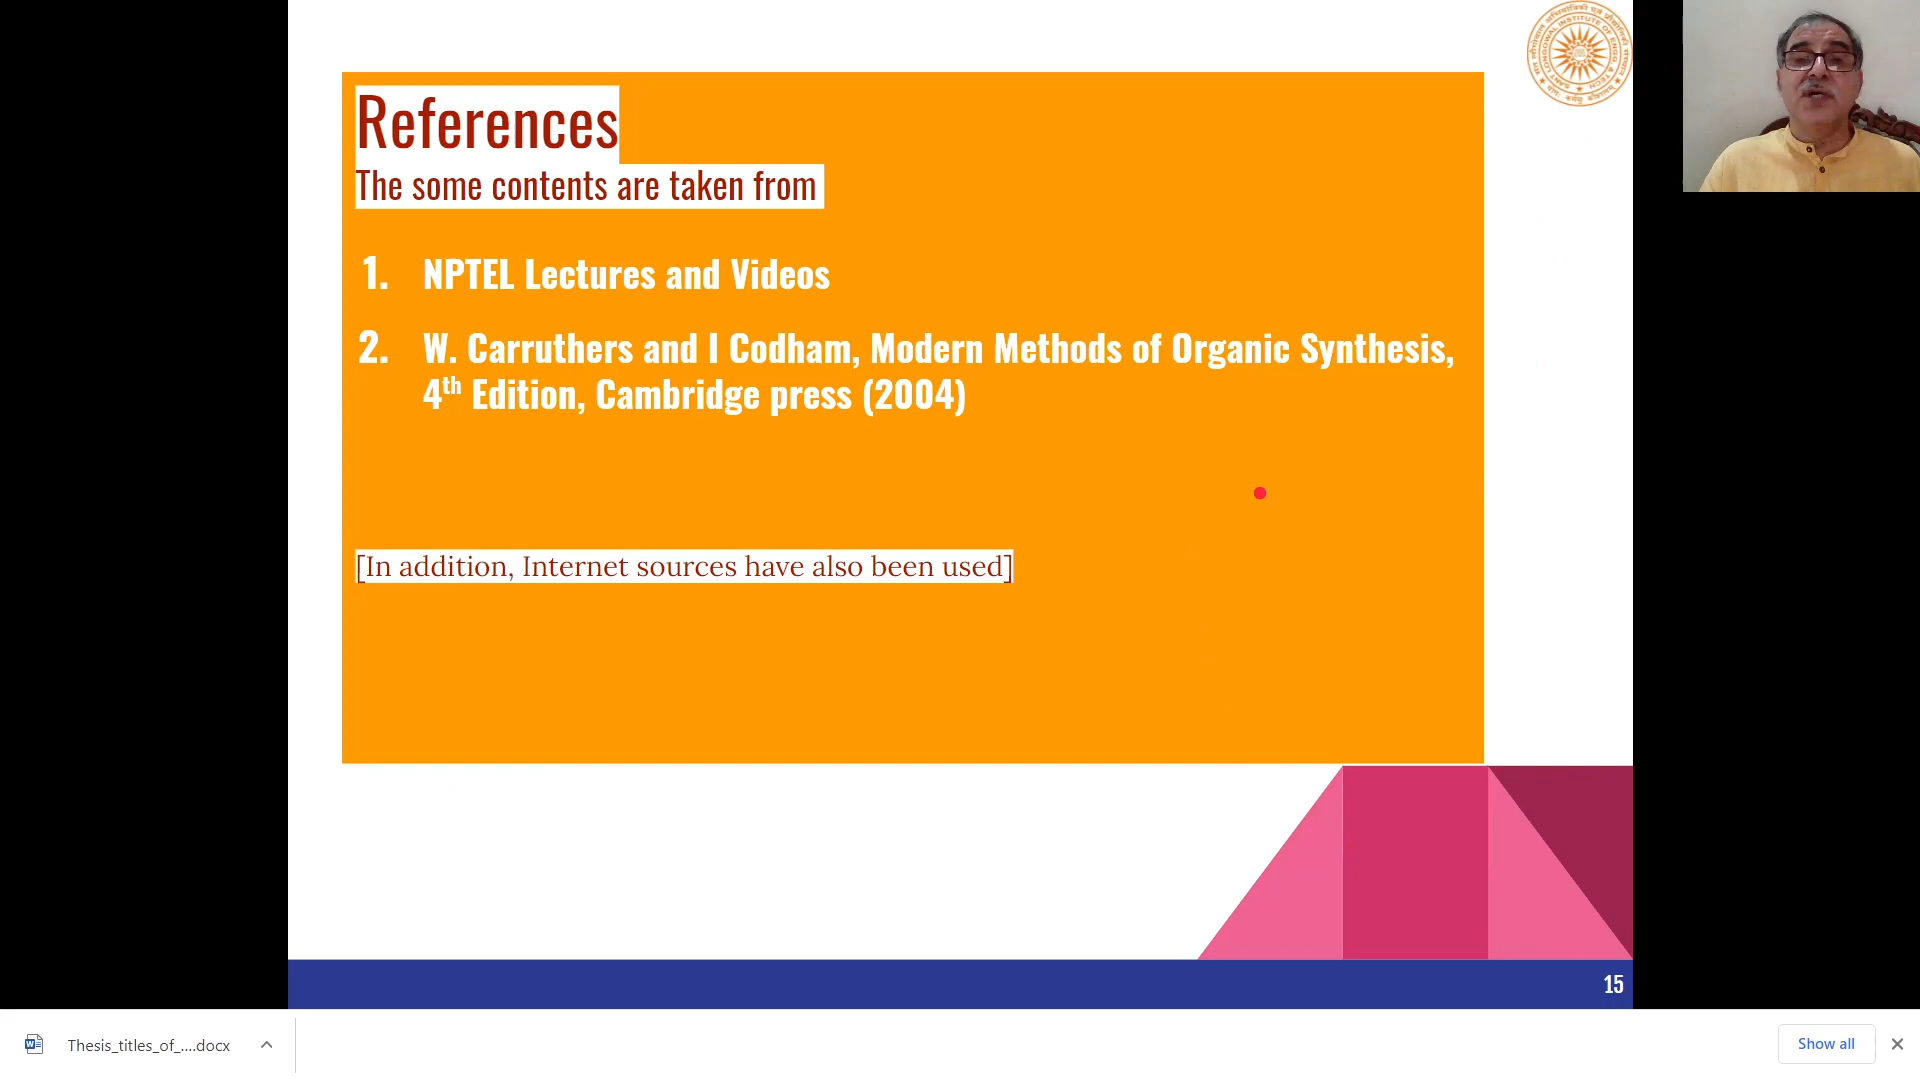 References
The some contents are taken from
1. NPTEL Lectures and Videos
2. W. Carruthers and I Codham, Modern Methods of Organic Synthesis,
4th Edition, Cambridge press (2004)
[In addition, Internet sources have also been used]
15
Thesis_titles_of_....docx
Show all